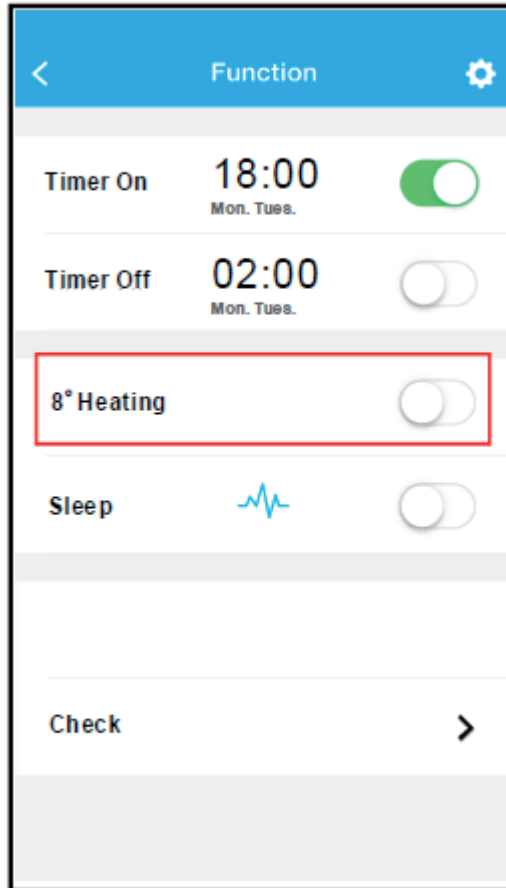 Function
Timer On 18:00
Mon. Tues.
Timer Off 02:00
Mon. Tues.
8° Heating
Sleep
Check